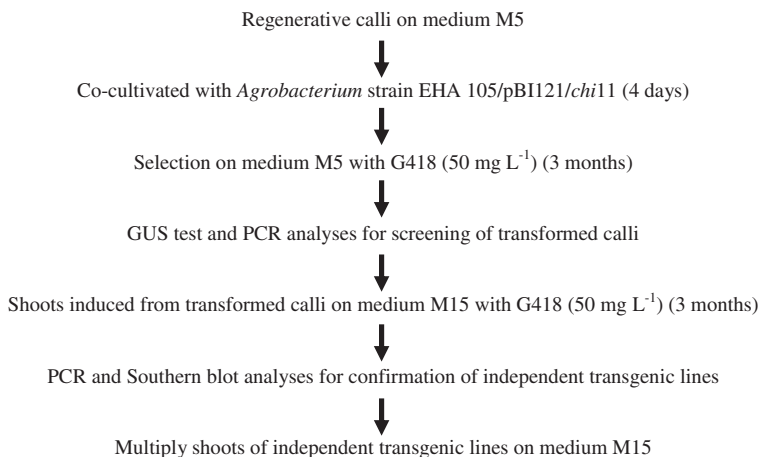 Regenerative calli on medium M5
Co-cultivated with Agrobacterium strain EHA 105/pBI121/chi11 (4 days)
Selection on medium M5 with G418 (50 mg L⁻¹) (3 months)
GUS test and PCR analyses for screening of transformed calli
Shoots induced from transformed calli on medium M15 with G418 (50 mg L⁻¹) (3 months)
PCR and Southern blot analyses for confirmation of independent transgenic lines
Multiply shoots of independent transgenic lines on medium M15